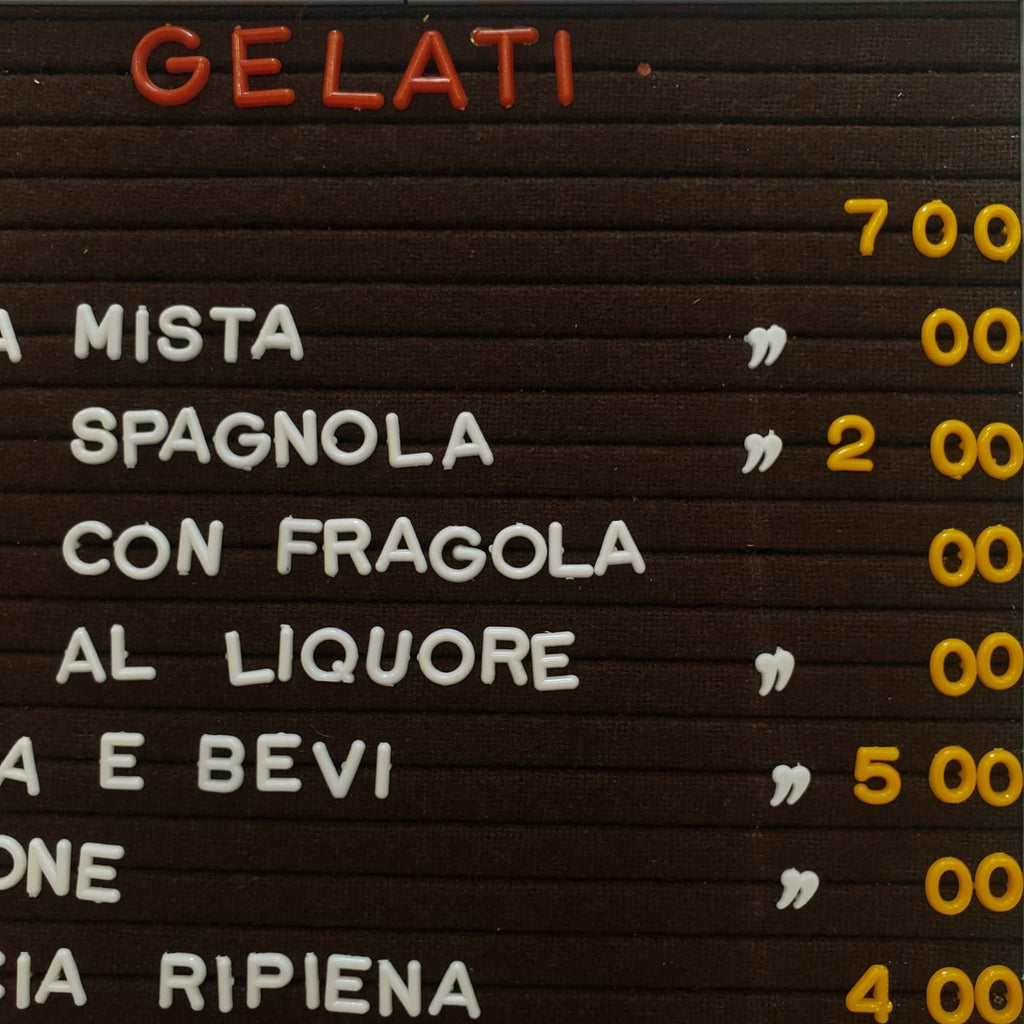 GELATI
700
A MISTA " 00
SPAGNOLA " 2 00
CON FRAGOLA 00
AL LIQUORE " 00
A E BEVI " 5 00
ONE " 00
CIA RIPIENA 4 00